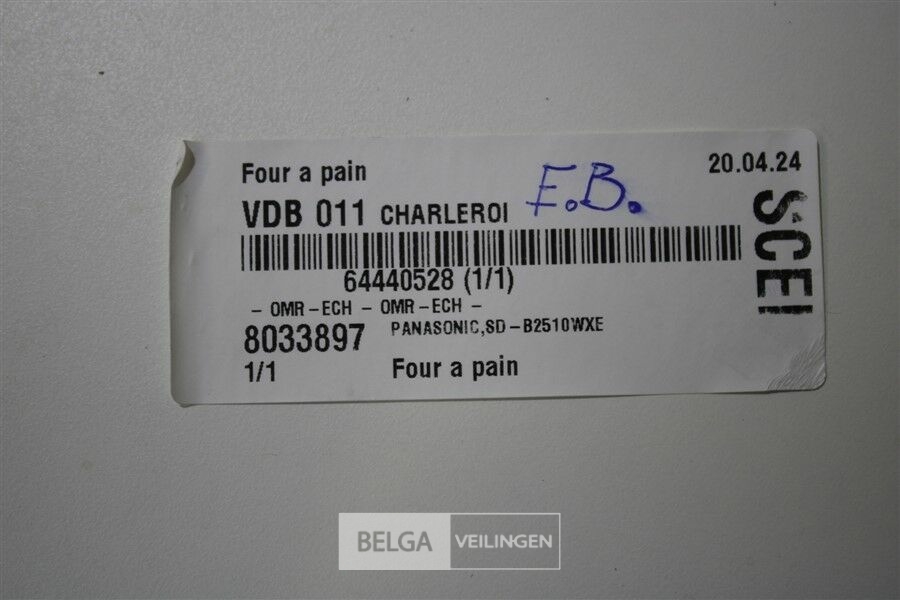 Four a pain
20.04.24
VDB 011 CHARLEROI
E.B.
64440528 (1/1)
- OMR-ECH - OMR-ECH -
8033897
PANASONIC,SD-B2510WXE
1/1
Four a pain
BELGA VEILINGEN